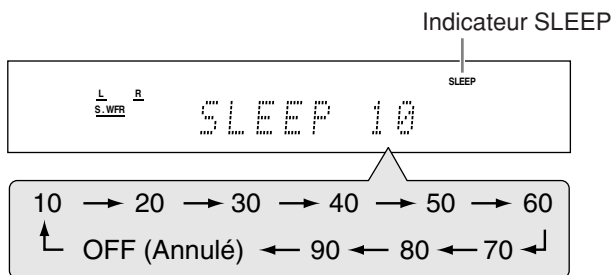 Indicateur SLEEP
SLEEP
L R
S.WFR
SLEEP 10
10 → 20 → 30 → 40 → 50 → 60
OFF (Annulé) ← 90 ← 80 ← 70